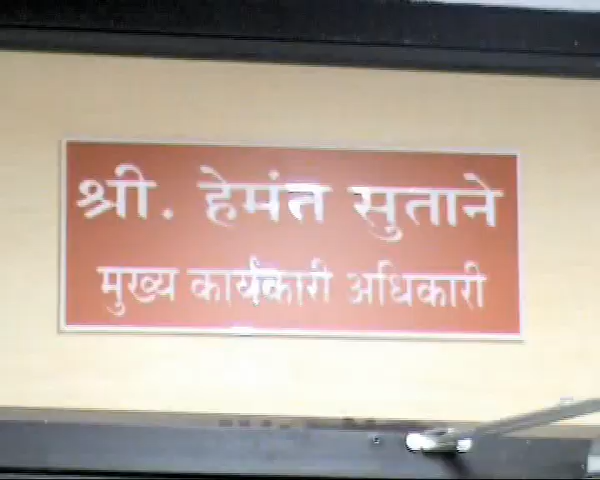 श्री. हेमंत सुताने
मुख्य कार्यकारी अधिकारी